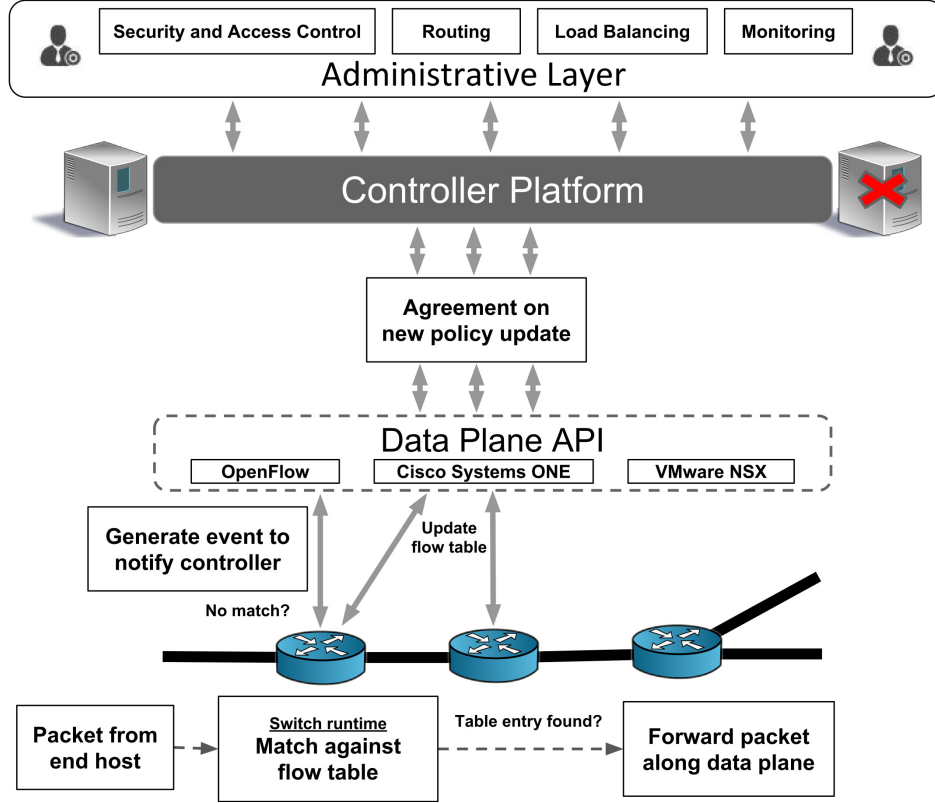 Security and Access Control
Routing
Load Balancing
Monitoring
Administrative Layer
Controller Platform
Agreement on
new policy update
Data Plane API
OpenFlow
Cisco Systems ONE
VMware NSX
Generate event to
notify controller
Update
flow table
No match?
Packet from
end host
Switch runtime
Match against
flow table
Table entry found?
Forward packet
along data plane